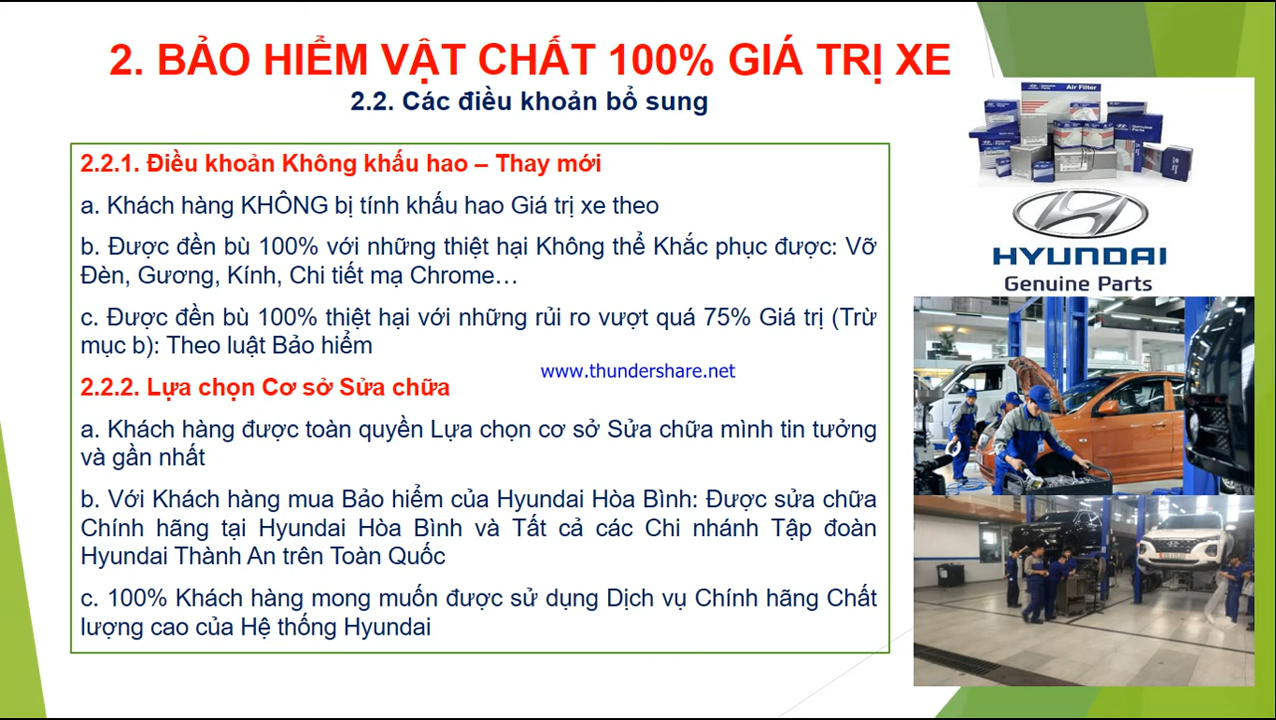 2. BẢO HIỂM VẬT CHẤT 100% GIÁ TRỊ XE
2.2. Các điều khoản bổ sung
2.2.1. Điều khoản Không khấu hao – Thay mới
a. Khách hàng KHÔNG bị tính khấu hao Giá trị xe theo
b. Được đền bù 100% với những thiệt hại Không thể Khắc phục được: Vỡ
Đèn, Gương, Kính, Chi tiết mạ Chrome…
c. Được đền bù 100% thiệt hại với những rủi ro vượt quá 75% Giá trị (Trừ
mục b): Theo luật Bảo hiểm
www.thundershare.net
2.2.2. Lựa chọn Cơ sở Sửa chữa
a. Khách hàng được toàn quyền Lựa chọn cơ sở Sửa chữa mình tin tưởng
và gần nhất
b. Với Khách hàng mua Bảo hiểm của Hyundai Hòa Bình: Được sửa chữa
Chính hãng tại Hyundai Hòa Bình và Tất cả các Chi nhánh Tập đoàn
Hyundai Thành An trên Toàn Quốc
c. 100% Khách hàng mong muốn được sử dụng Dịch vụ Chính hãng Chất
lượng cao của Hệ thống Hyundai
Air Filter
Genuine
Parts
HYUNDAI
Genuine Parts